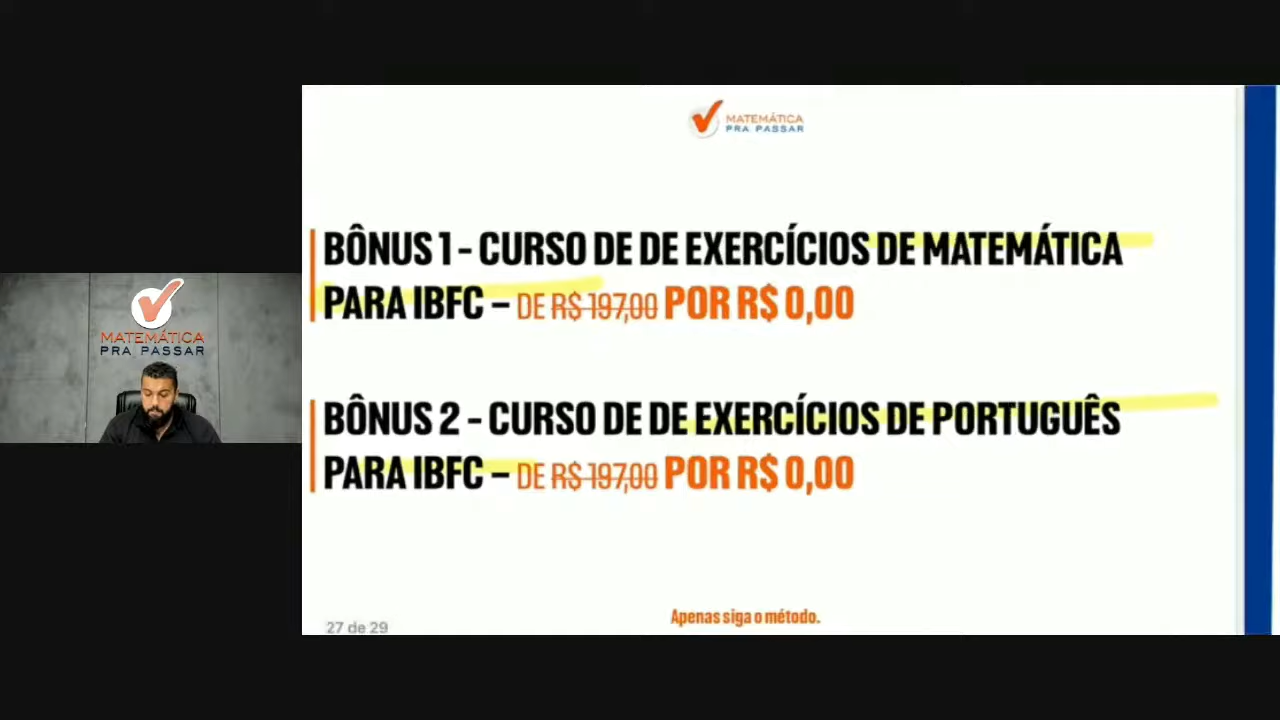 MATEMÁTICA
PRA PASSAR
MATEMÁTICA
PRA PASSAR
BÔNUS 1 - CURSO DE DE EXERCÍCIOS DE MATEMÁTICA
PARA IBFC – DE R$ 197,00 POR R$ 0,00
BÔNUS 2 - CURSO DE DE EXERCÍCIOS DE PORTUGUÊS
PARA IBFC – DE R$ 197,00 POR R$ 0,00
Apenas siga o método.
27 de 29